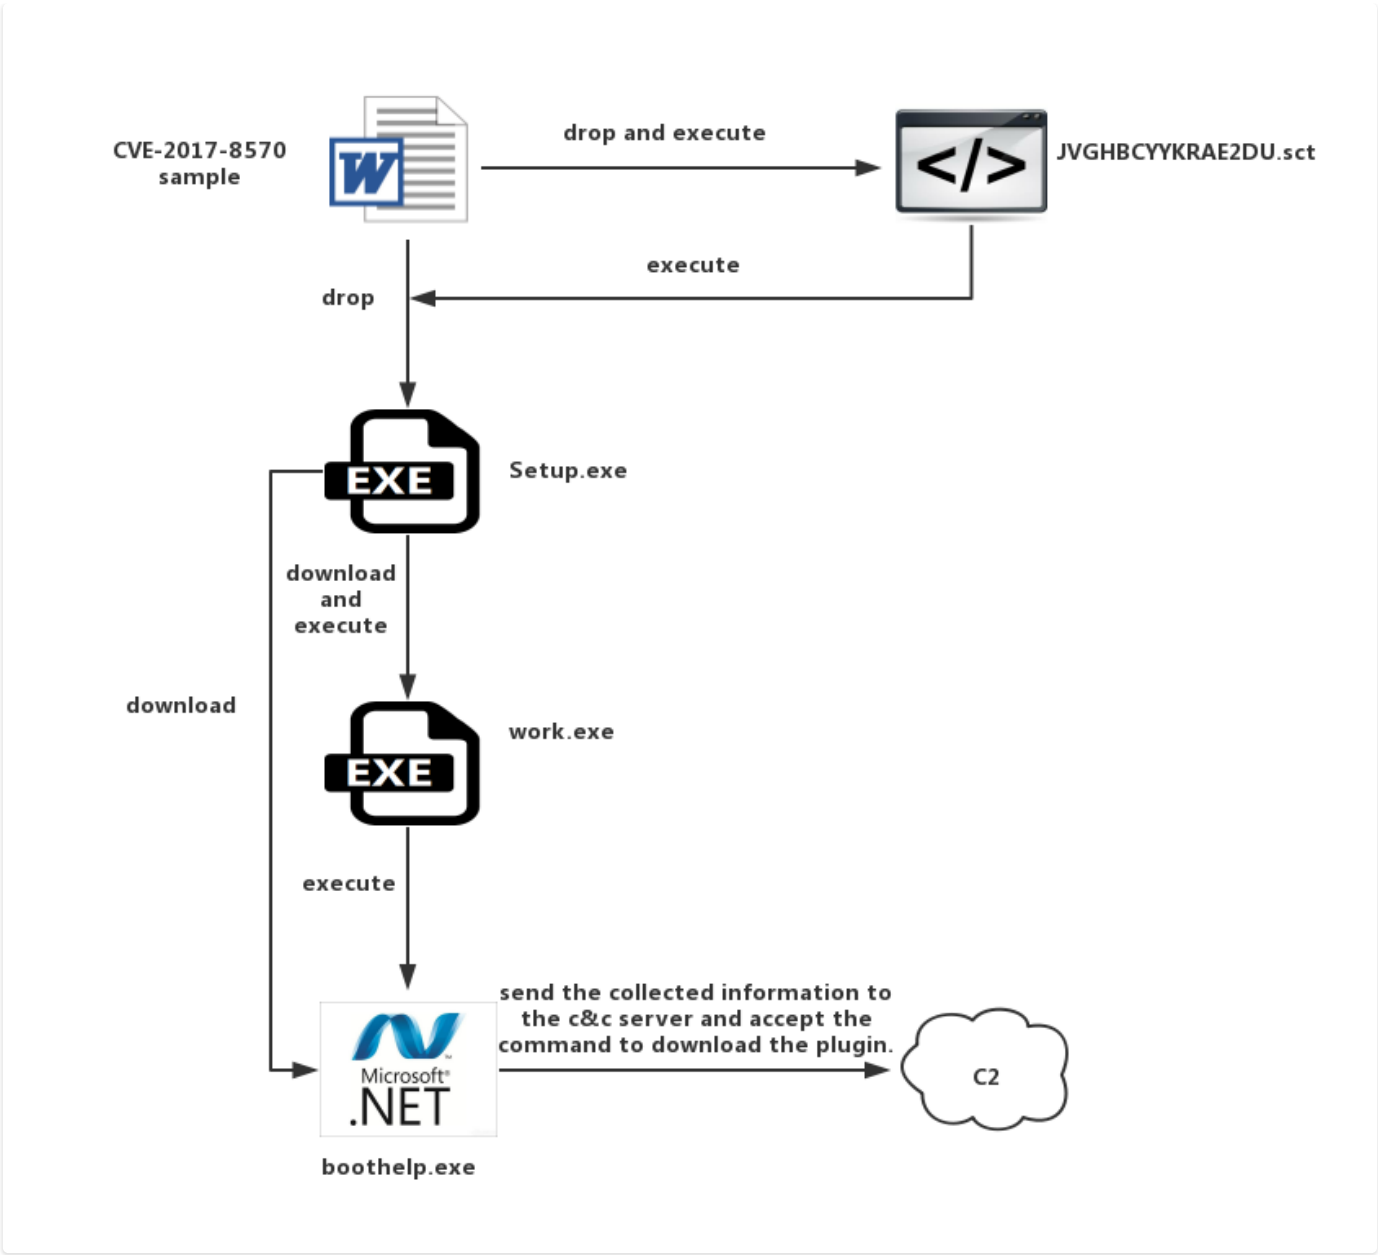 CVE-2017-8570
sample
W
drop and execute
</>
JVGHBCYYKRAE2DU.sct
execute
drop
EXE
Setup.exe
download
and
execute
download
EXE
work.exe
execute
send the collected information to
the c&c server and accept the
command to download the plugin.
Microsoft®
.NET
C2
boothelp.exe